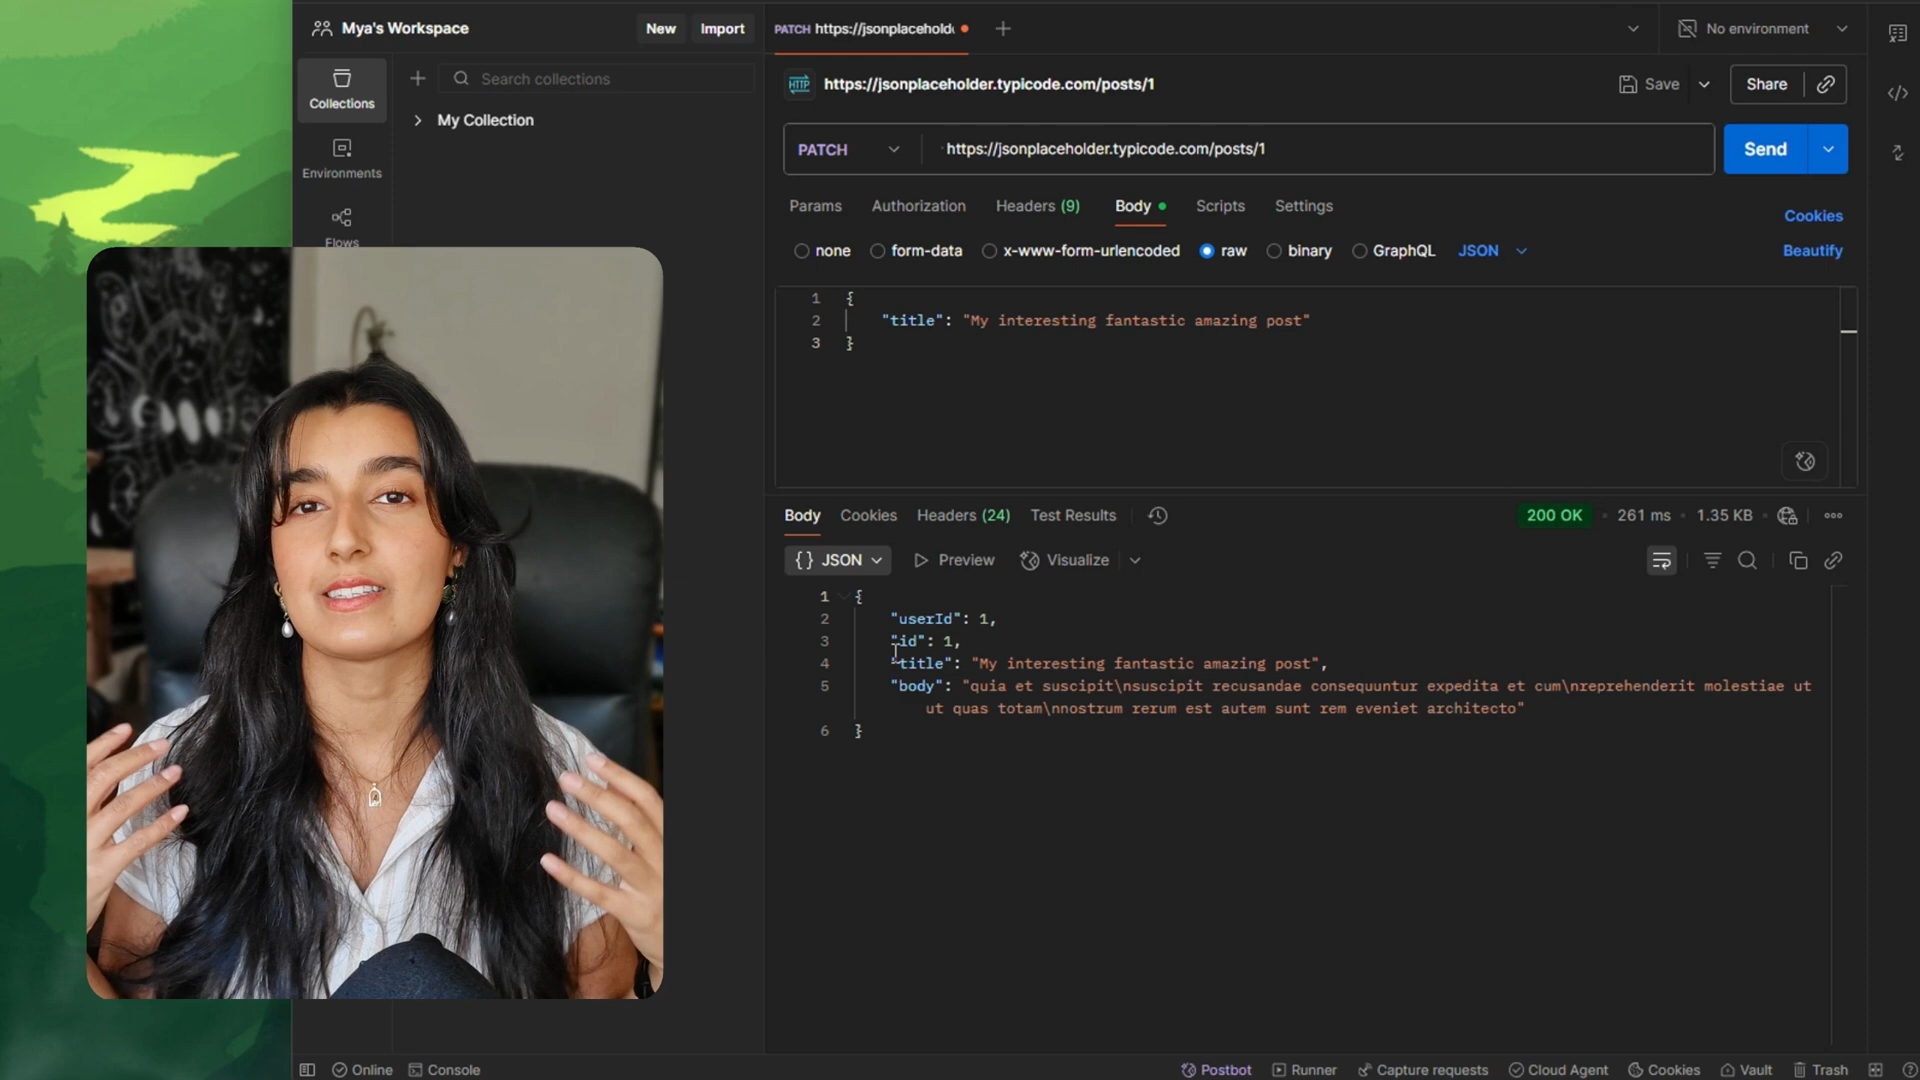 Mya's Workspace
New
Import
PATCH https://jsonplacehold
No environment
Collections
Search collections
My Collection
Environments
Flows
HTTP
https://jsonplaceholder.typicode.com/posts/1
Save
Share
PATCH
https://jsonplaceholder.typicode.com/posts/1
Send
Params
Authorization
Headers (9)
Body
Scripts
Settings
Cookies
none
form-data
x-www-form-urlencoded
raw
binary
GraphQL
JSON
Beautify
1 {
2 "title": "My interesting fantastic amazing post"
3 }
Body
Cookies
Headers (24)
Test Results
200 OK
261 ms
1.35 KB
{} JSON
Preview
Visualize
1 {
2 "userId": 1,
3 "id": 1,
4 "title": "My interesting fantastic amazing post",
5 "body": "quia et suscipit\nsuscipit recusandae consequuntur expedita et cum\nreprehenderit molestiae ut
ut quas totam\nnostrum rerum est autem sunt rem eveniet architecto"
6 }
Online
Console
Postbot
Runner
Capture requests
Cloud Agent
Cookies
Vault
Trash